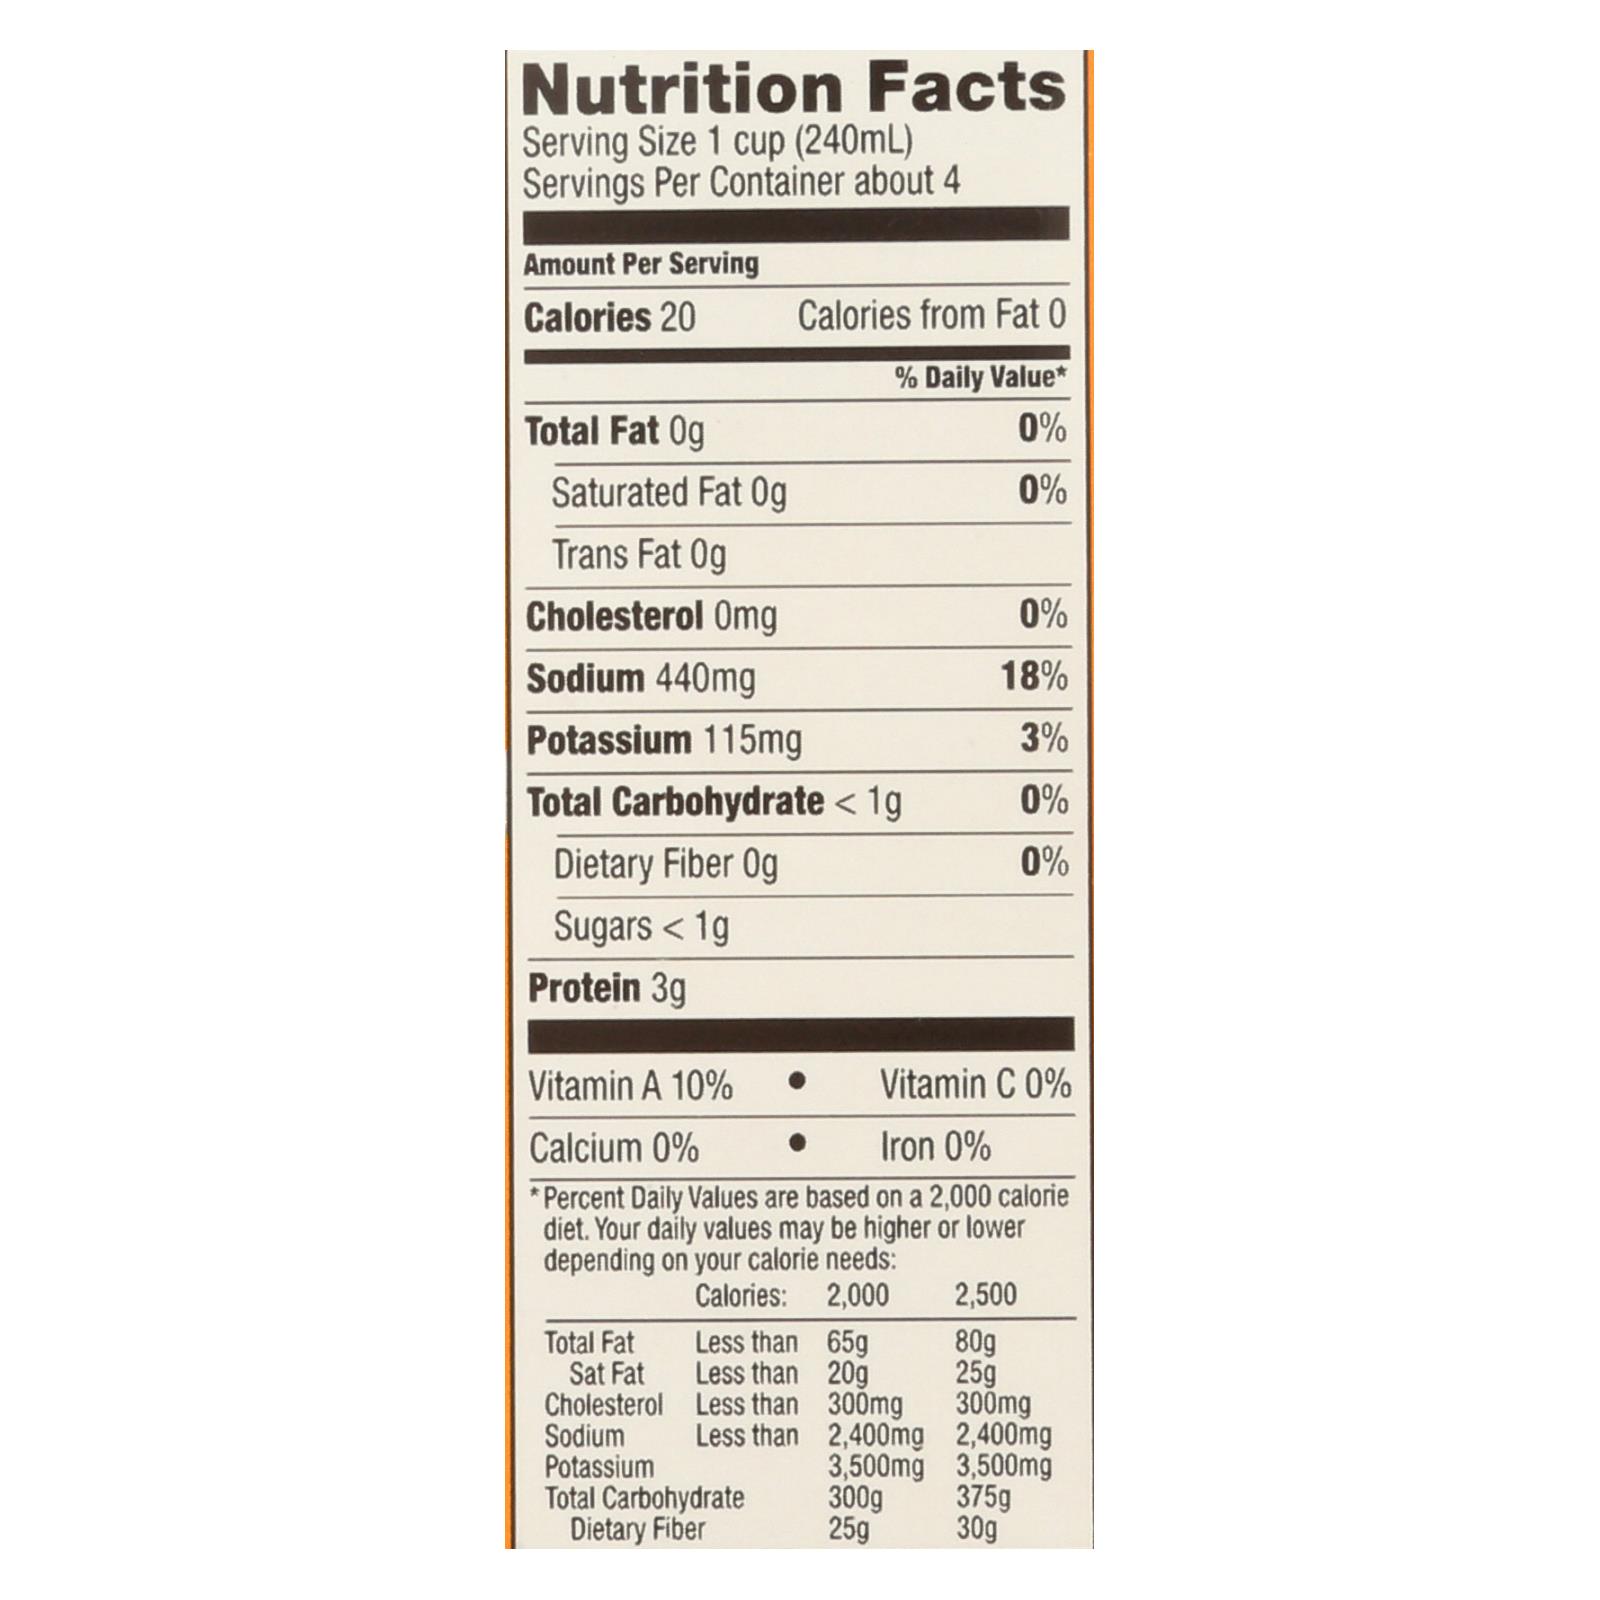 Nutrition Facts
Serving Size 1 cup (240mL)
Servings Per Container about 4
Amount Per Serving
Calories 20 Calories from Fat 0
% Daily Value*
Total Fat 0g 0%
Saturated Fat 0g 0%
Trans Fat 0g
Cholesterol 0mg 0%
Sodium 440mg 18%
Potassium 115mg 3%
Total Carbohydrate < 1g 0%
Dietary Fiber 0g 0%
Sugars < 1g
Protein 3g
Vitamin A 10% • Vitamin C 0%
Calcium 0% • Iron 0%
*Percent Daily Values are based on a 2,000 calorie
diet. Your daily values may be higher or lower
depending on your calorie needs:
Calories: 2,000 2,500
Total Fat Less than 65g 80g
Sat Fat Less than 20g 25g
Cholesterol Less than 300mg 300mg
Sodium Less than 2,400mg 2,400mg
Potassium 3,500mg 3,500mg
Total Carbohydrate 300g 375g
Dietary Fiber 25g 30g